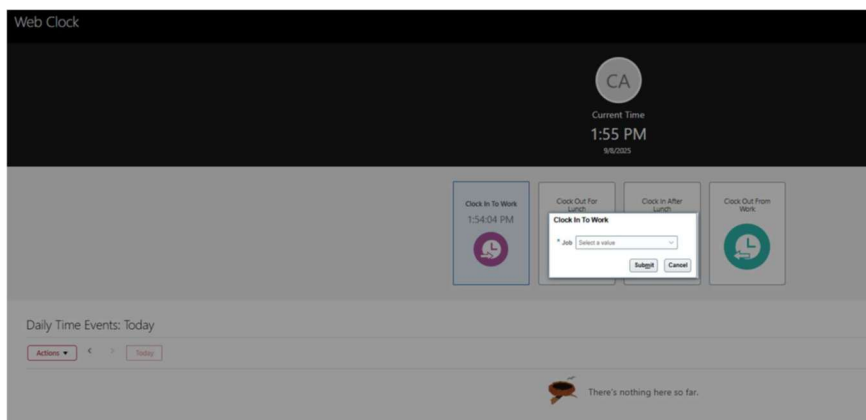 Web Clock
CA
Current Time
1:55 PM
9/8/2025
Clock In To Work
1:54:04 PM
Clock Out For
Lunch
Clock In After
Lunch
Clock Out From
Work
Clock In To Work
* Job Select a value
Submit Cancel
Daily Time Events: Today
Actions Today
There's nothing here so far.